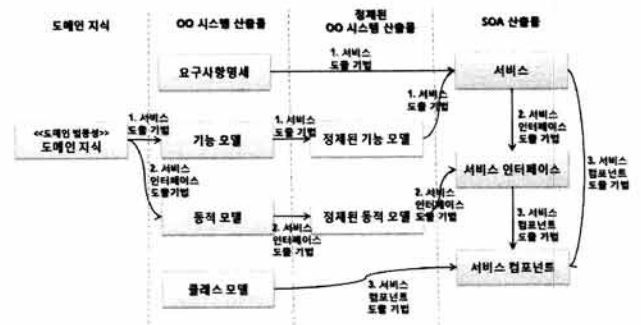 도메인 지식
OO 시스템 산출물
정제된
OO 시스템 산출물
SOA 산출물
요구사항명세
1. 서비스
도출 기법
서비스
<<도메인 범용성>>
도메인 지식
1. 서비스
도출 기법
기능 모델
1. 서비스
도출 기법
정제된 기능 모델
1. 서비스
도출 기법
2. 서비스
인터페이스
도출 기법
2. 서비스
인터페이스
도출기법
서비스 인터페이스
3. 서비스
컴포넌트
도출 기법
동적 모델
2. 서비스
인터페이스
도출 기법
정제된 동적 모델
2. 서비스
인터페이스
도출 기법
3. 서비스
컴포넌트
도출 기법
클래스 모델
3. 서비스
컴포넌트
도출 기법
서비스 컴포넌트